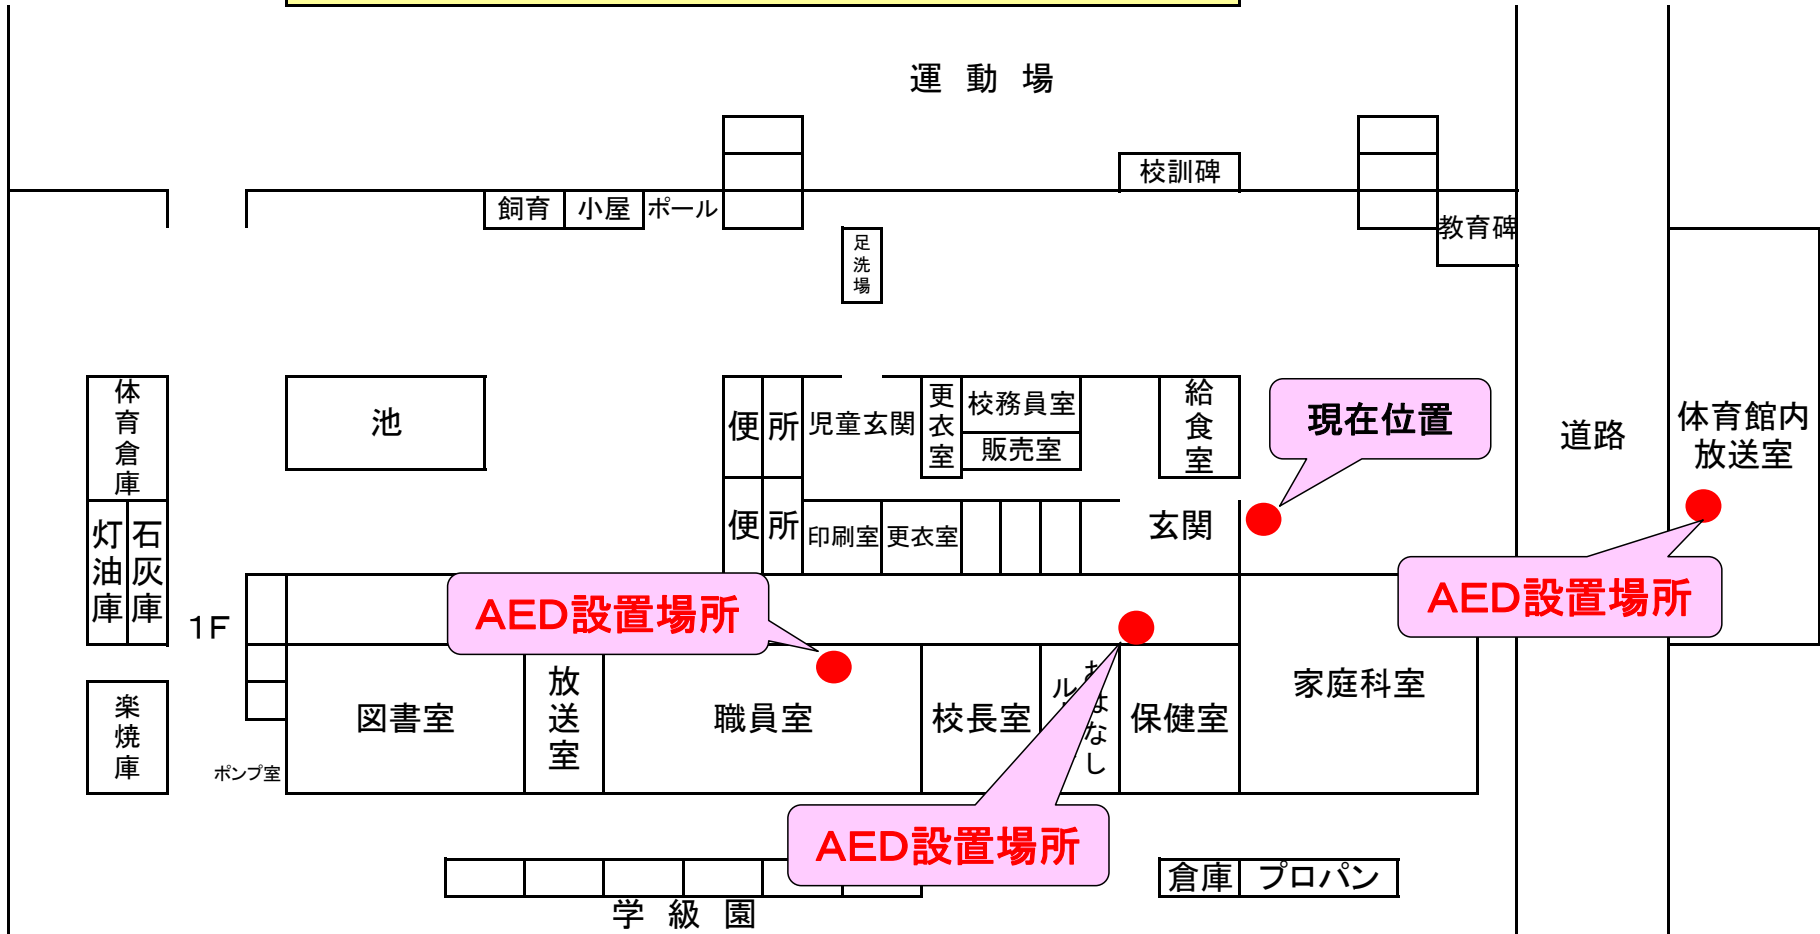 運 動 場
校訓碑
飼育
小屋
ポール
教育碑
足洗場
体育倉庫
池
便
所
児童玄関
更衣室
校務員室
販売室
給食室
現在位置
道路
体育館内
放送室
灯油庫
石灰庫
便
所
印刷室
更衣室
玄関
1F
AED設置場所
AED設置場所
楽焼庫
ポンプ室
図書室
放送室
職員室
校長室
保健室
家庭科室
AED設置場所
倉庫
プロパン
学 級 園